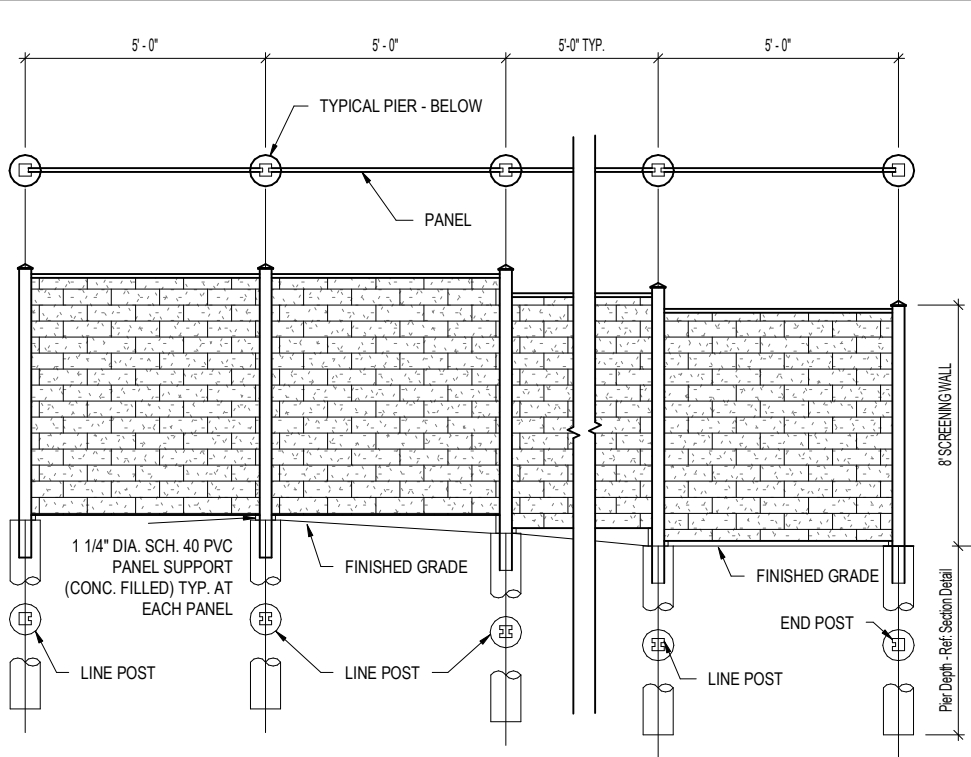 5' - 0"
5' - 0"
5'-0" TYP.
5' - 0"
TYPICAL PIER - BELOW
PANEL
8' SCREENING WALL
1 1/4" DIA. SCH. 40 PVC
PANEL SUPPORT
(CONC. FILLED) TYP. AT
EACH PANEL
FINISHED GRADE
FINISHED GRADE
END POST
LINE POST
LINE POST
LINE POST
Pier Depth - Ref: Section Detail